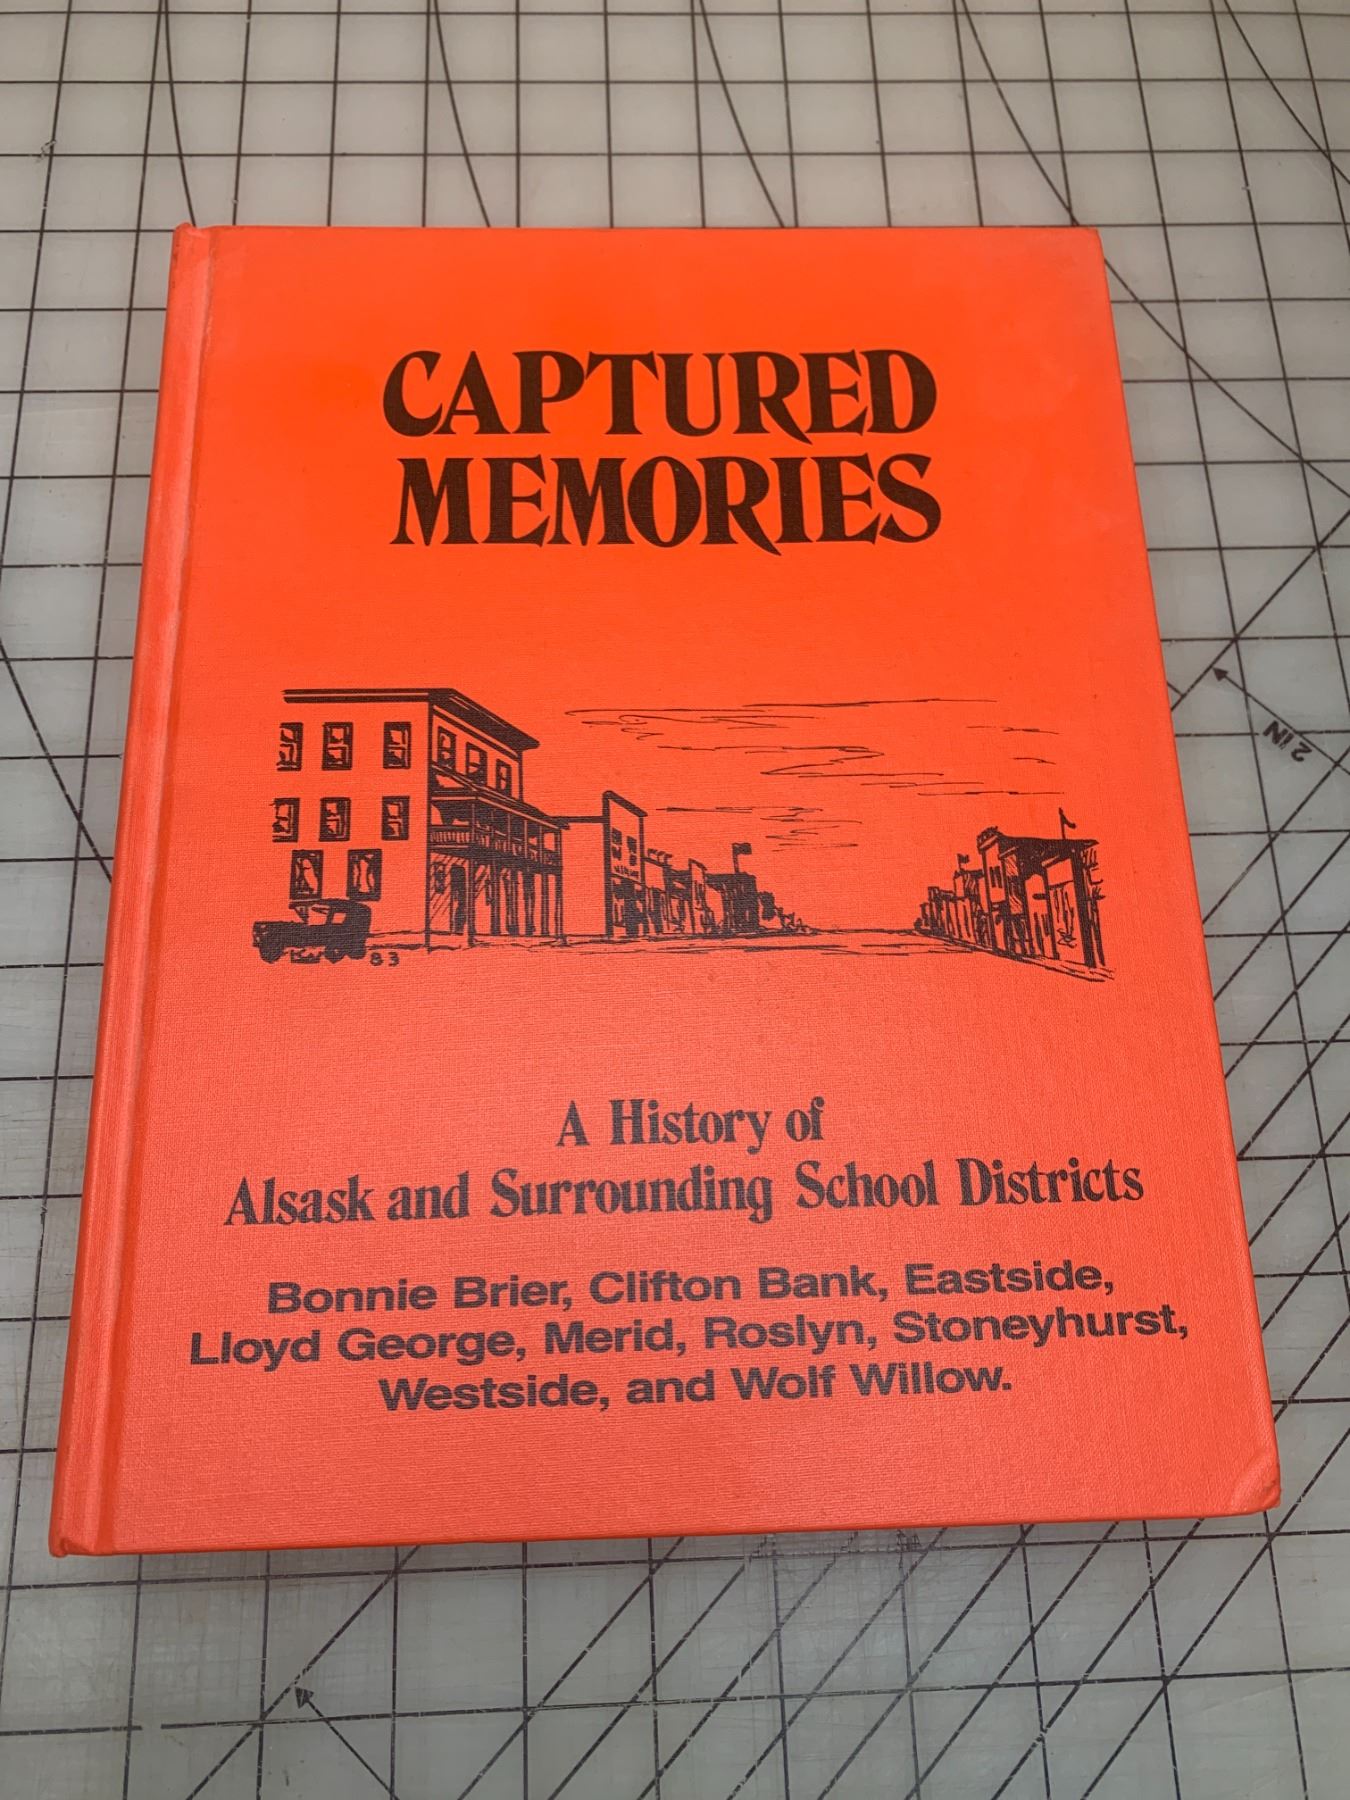 CAPTURED
MEMORIES
83
A History of
Alsask and Surrounding School Districts
Bonnie Brier, Clifton Bank, Eastside,
Lloyd George, Merid, Roslyn, Stoneyhurst,
Westside, and Wolf Willow.
2 IN